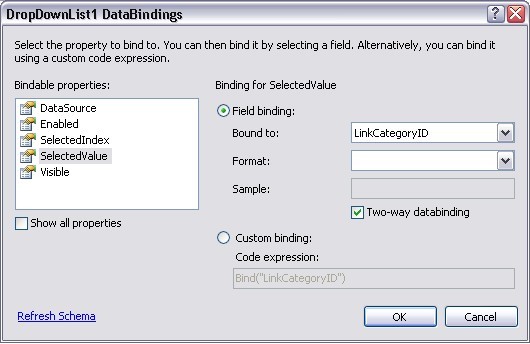 DropDownList1 DataBindings
Select the property to bind to. You can then bind it by selecting a field. Alternatively, you can bind it
using a custom code expression.
Bindable properties:
DataSource
Enabled
SelectedIndex
SelectedValue
Visible
Show all properties
Binding for SelectedValue
Field binding:
Bound to:
LinkCategoryID
Format:
Sample:
Two-way databinding
Custom binding:
Code expression:
Bind("LinkCategoryID")
Refresh Schema
OK
Cancel